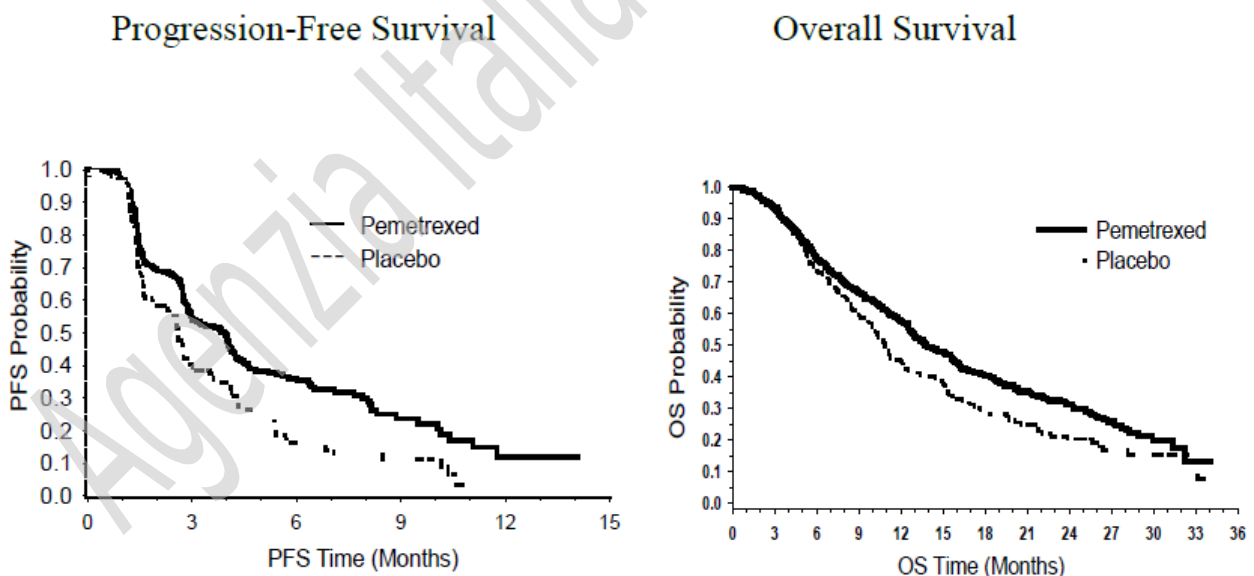 Progression-Free Survival
Overall Survival
Agenzia Italia
1.0
0.9
0.8
0.7
0.6
0.5
0.4
0.3
0.2
0.1
0.0
PFS Probability
Pemetrexed
Placebo
0 3 6 9 12 15
PFS Time (Months)
1.0
0.9
0.8
0.7
0.6
0.5
0.4
0.3
0.2
0.1
0.0
OS Probability
Pemetrexed
Placebo
0 3 6 9 12 15 18 21 24 27 30 33 36
OS Time (Months)